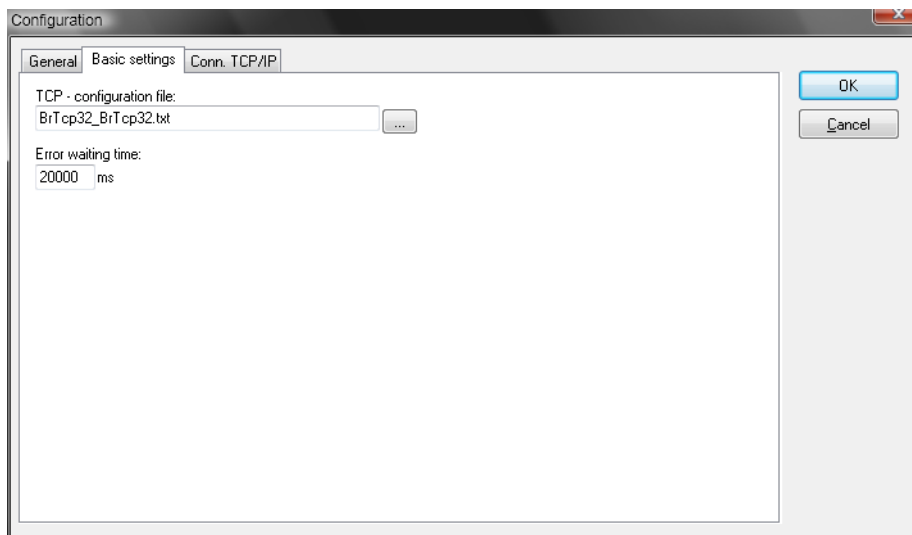 Configuration
General Basic settings Conn. TCP/IP
TCP - configuration file:
BrTcp32_BrTcp32.txt ...
Error waiting time:
20000 ms
OK
Cancel